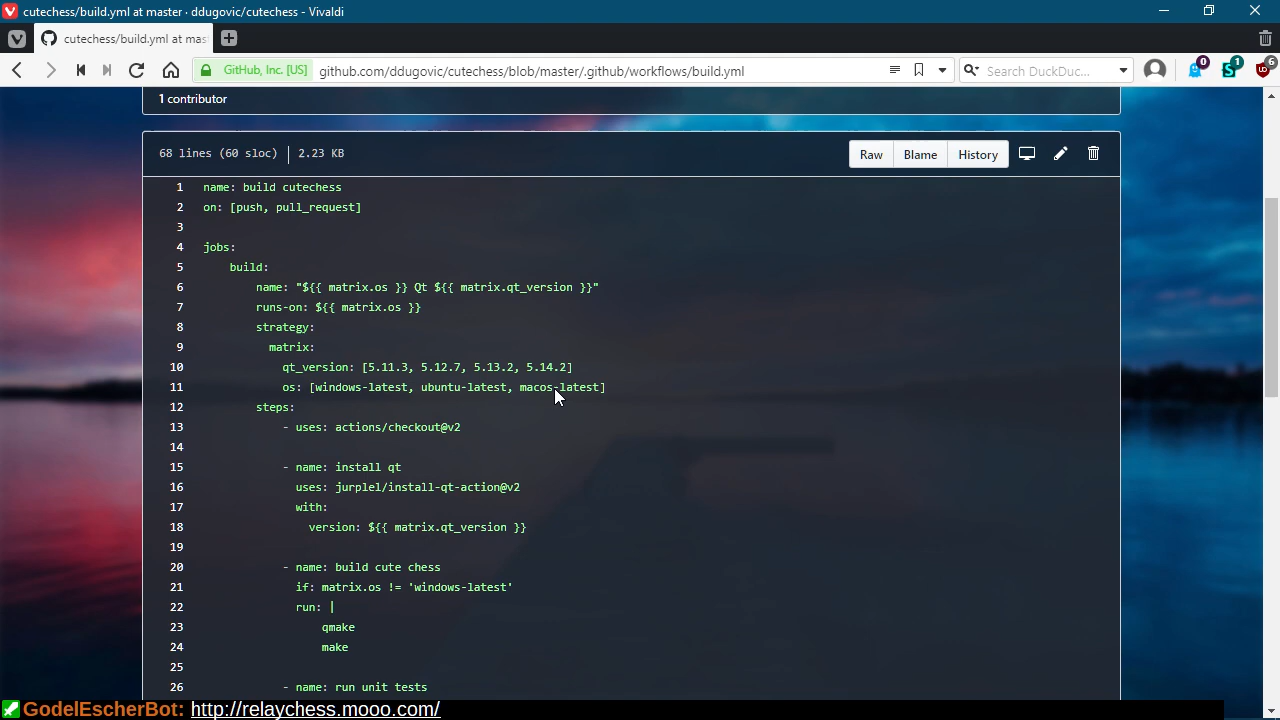 cutechess/build.yml at master · ddugovic/cutechess - Vivaldi
cutechess/build.yml at mas
GitHub, Inc. [US] github.com/ddugovic/cutechess/blob/master/.github/workflows/build.yml Search DuckDuc... 0 1 6
1 contributor
68 lines (60 sloc) 2.23 KB Raw Blame History
1 name: build cutechess
2 on: [push, pull_request]
3
4 jobs:
5 build:
6 name: "${{ matrix.os }} Qt ${{ matrix.qt_version }}"
7 runs-on: ${{ matrix.os }}
8 strategy:
9 matrix:
10 qt_version: [5.11.3, 5.12.7, 5.13.2, 5.14.2]
11 os: [windows-latest, ubuntu-latest, macos-latest]
12 steps:
13 - uses: actions/checkout@v2
14
15 - name: install qt
16 uses: jurplel/install-qt-action@v2
17 with:
18 version: ${{ matrix.qt_version }}
19
20 - name: build cute chess
21 if: matrix.os != 'windows-latest'
22 run: |
23 qmake
24 make
25
26 - name: run unit tests
GodelEscherBot: http://relaychess.mooo.com/